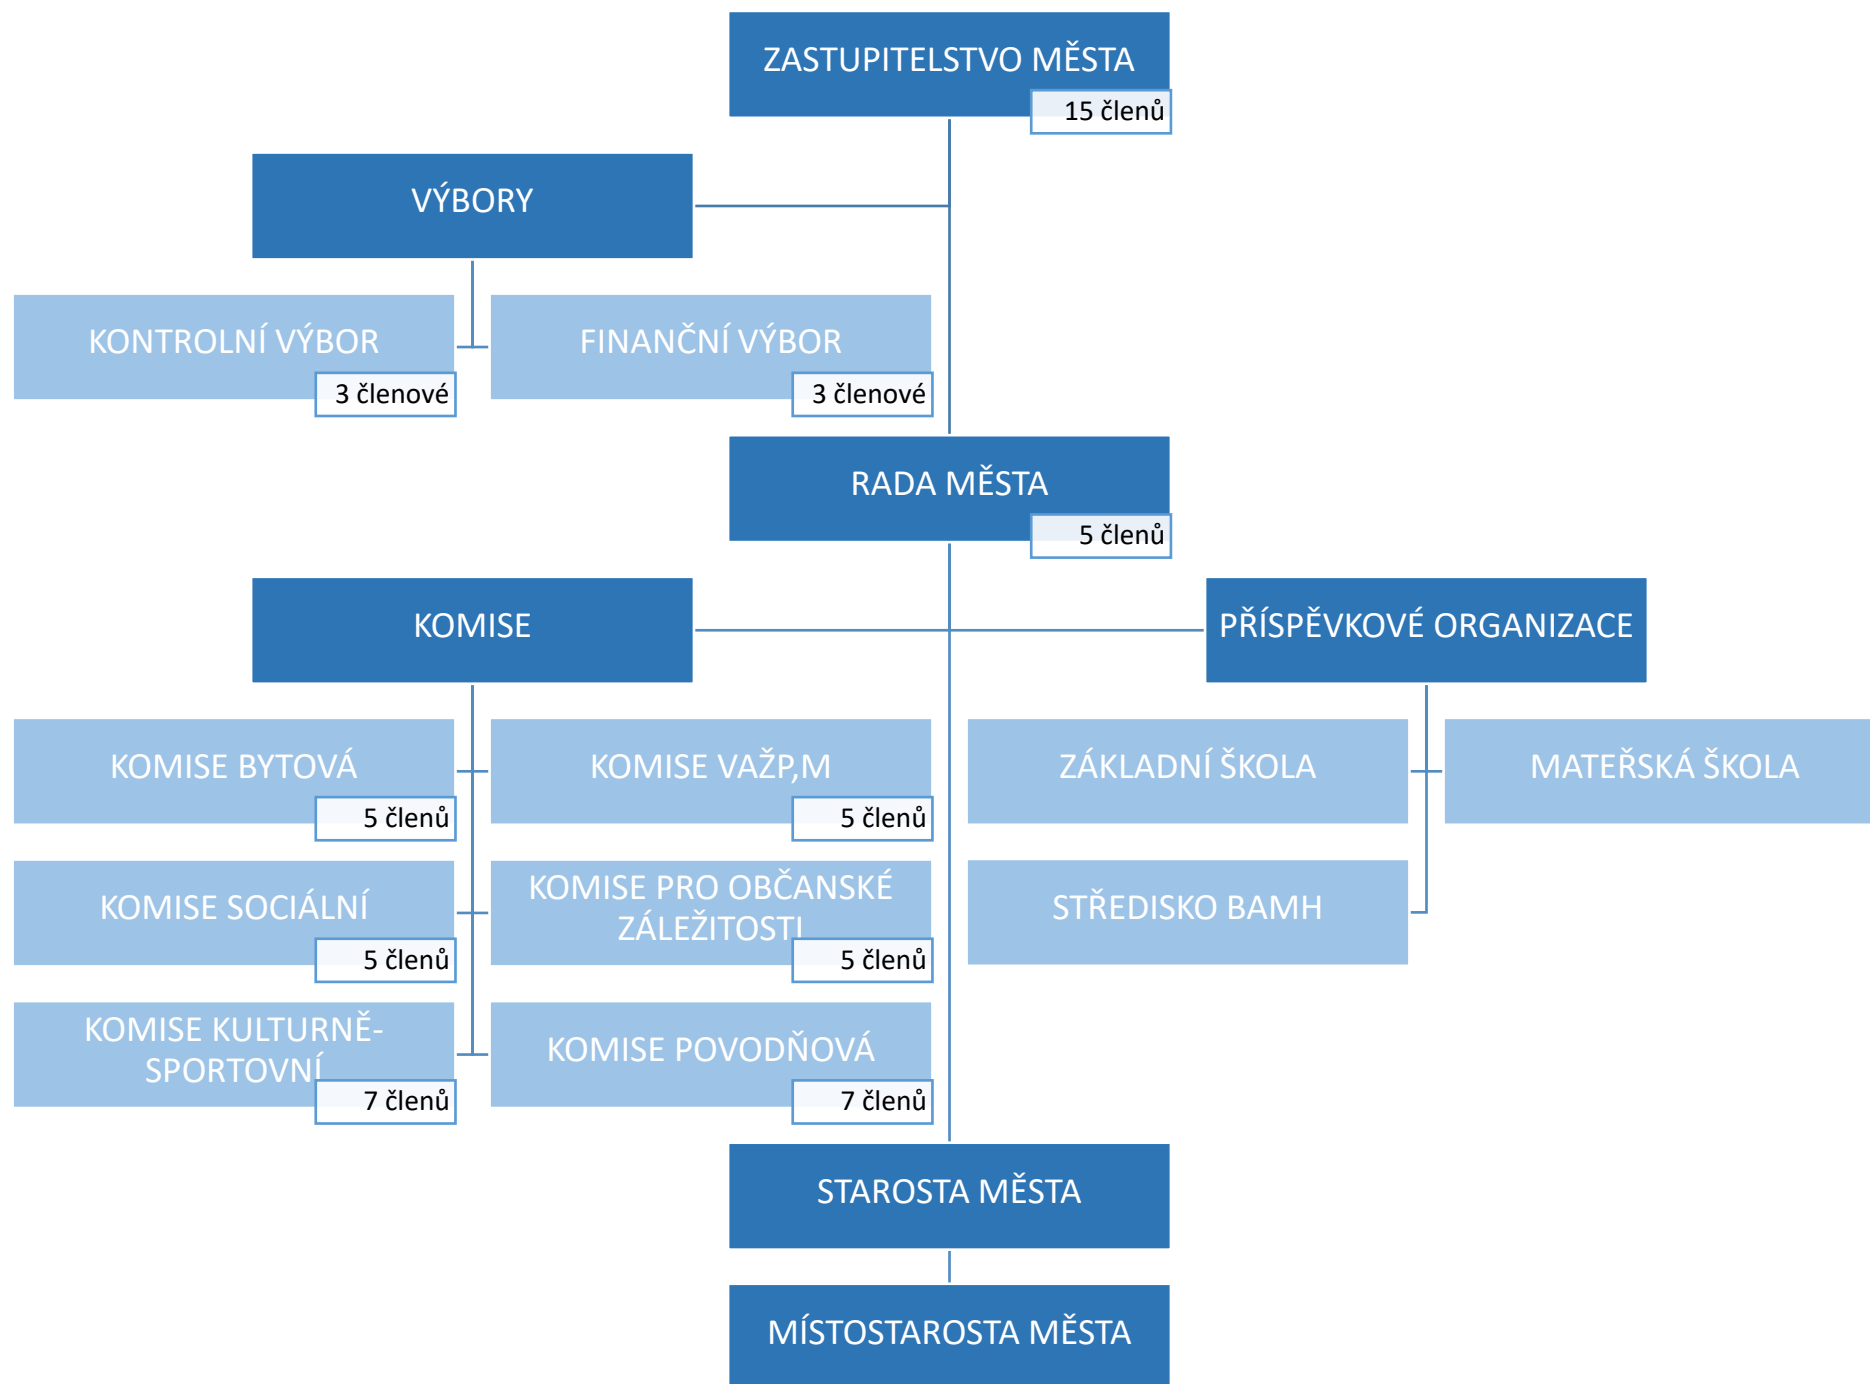 ZASTUPITELSTVO MĚSTA
15 členů
VÝBORY
KONTROLNÍ VÝBOR
3 členové
FINANČNÍ VÝBOR
3 členové
RADA MĚSTA
5 členů
KOMISE
PŘÍSPĚVKOVÉ ORGANIZACE
KOMISE BYTOVÁ
5 členů
KOMISE VAŽP,M
5 členů
ZÁKLADNÍ ŠKOLA
MATEŘSKÁ ŠKOLA
KOMISE SOCIÁLNÍ
5 členů
KOMISE PRO OBČANSKÉ
ZÁLEŽITOSTI
5 členů
STŘEDISKO BAMH
KOMISE KULTURNĚ-
SPORTOVNÍ
7 členů
KOMISE POVODŇOVÁ
7 členů
STAROSTA MĚSTA
MÍSTOSTAROSTA MĚSTA